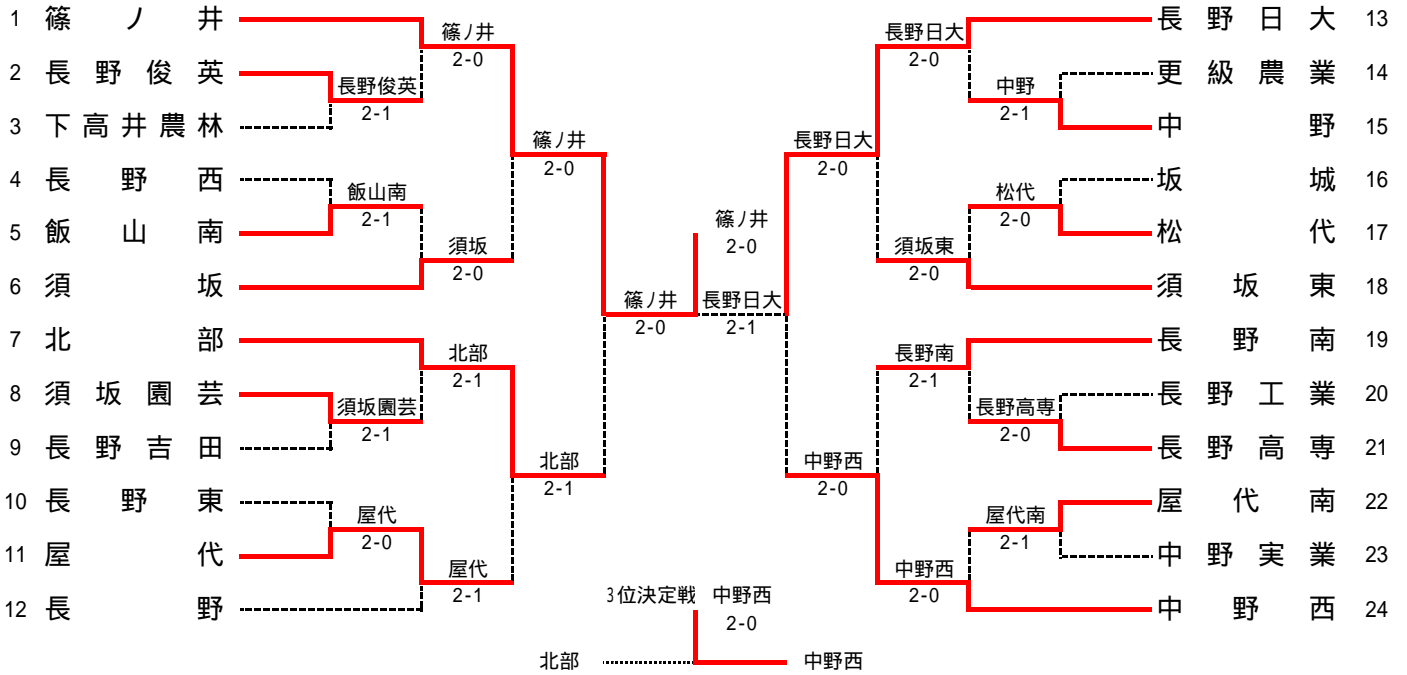 1 篠ノ井
2 長野俊英
3 下高井農林
4 長野西
5 飯山南
6 須坂
7 北部
8 須坂園芸
9 長野吉田
10 長野東
11 屋代
12 長野
長野俊英
2-1
飯山南
2-1
須坂園芸
2-1
屋代
2-0
篠ノ井
2-0
須坂
2-0
北部
2-1
屋代
2-1
篠ノ井
2-0
北部
2-1
篠ノ井
2-0
篠ノ井
2-0
長野日大
2-1
長野日大
2-0
中野西
2-0
長野日大
2-0
須坂東
2-0
長野南
2-1
中野西
2-0
中野
2-1
松代
2-0
長野高専
2-0
屋代南
2-1
長野日大 13
更級農業 14
中野 15
坂城 16
松代 17
須坂東 18
長野南 19
長野工業 20
長野高専 21
屋代南 22
中野実業 23
中野西 24
3位決定戦 中野西
2-0
北部 中野西